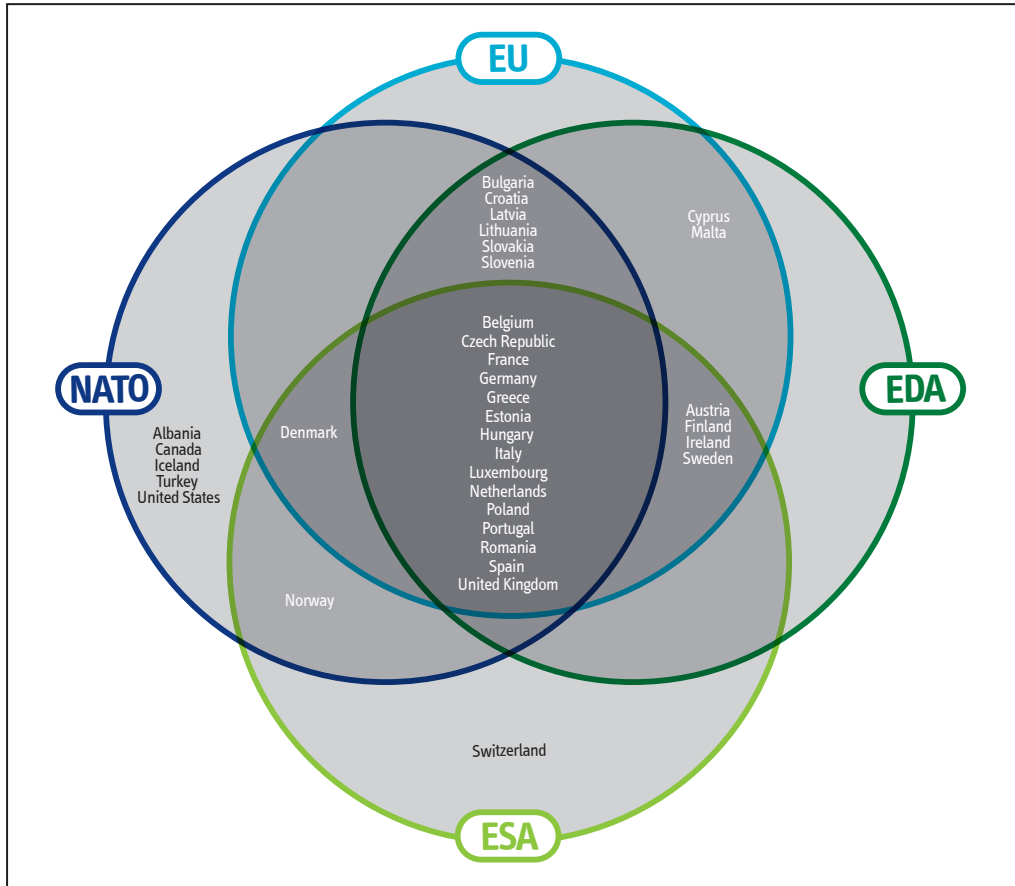 EU
Bulgaria
Croatia
Latvia
Lithuania
Slovakia
Slovenia
Cyprus
Malta
Belgium
Czech Republic
France
Germany
Greece
Estonia
Hungary
Italy
Luxembourg
Netherlands
Poland
Portugal
Romania
Spain
United Kingdom
NATO
EDA
Albania
Canada
Iceland
Turkey
United States
Denmark
Austria
Finland
Ireland
Sweden
Norway
Switzerland
ESA